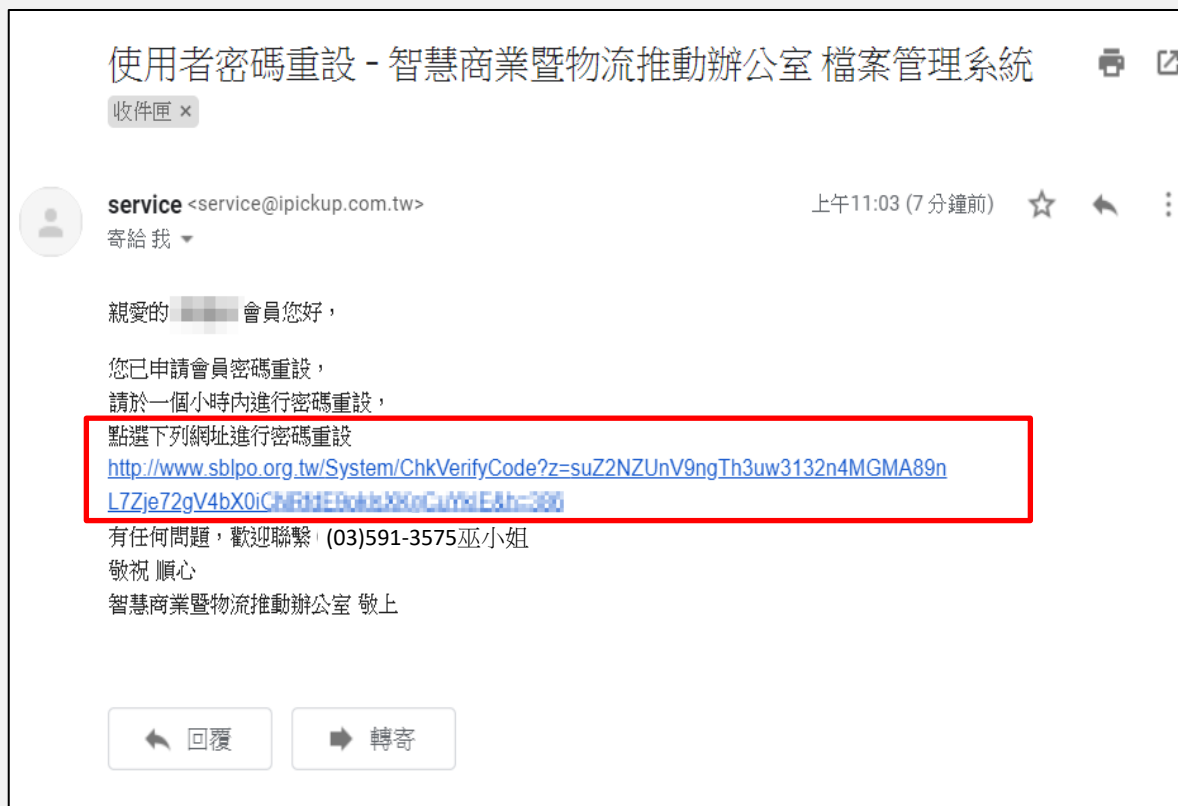 使用者密碼重設 - 智慧商業暨物流推動辦公室 檔案管理系統
收件匣 ×
service <service@ipickup.com.tw>
上午11:03 (7 分鐘前)
寄給 我
親愛的 會員您好，
您已申請會員密碼重設，
請於一個小時內進行密碼重設，
點選下列網址進行密碼重設
http://www.sblpo.org.tw/System/ChkVerifyCode?z=suZ2NZUnV9ngTh3uw3132n4MGMA89n
L7Zje72gV4bX0iC
有任何問題，歡迎聯繫 (03)591-3575巫小姐
敬祝 順心
智慧商業暨物流推動辦公室 敬上
回覆
轉寄